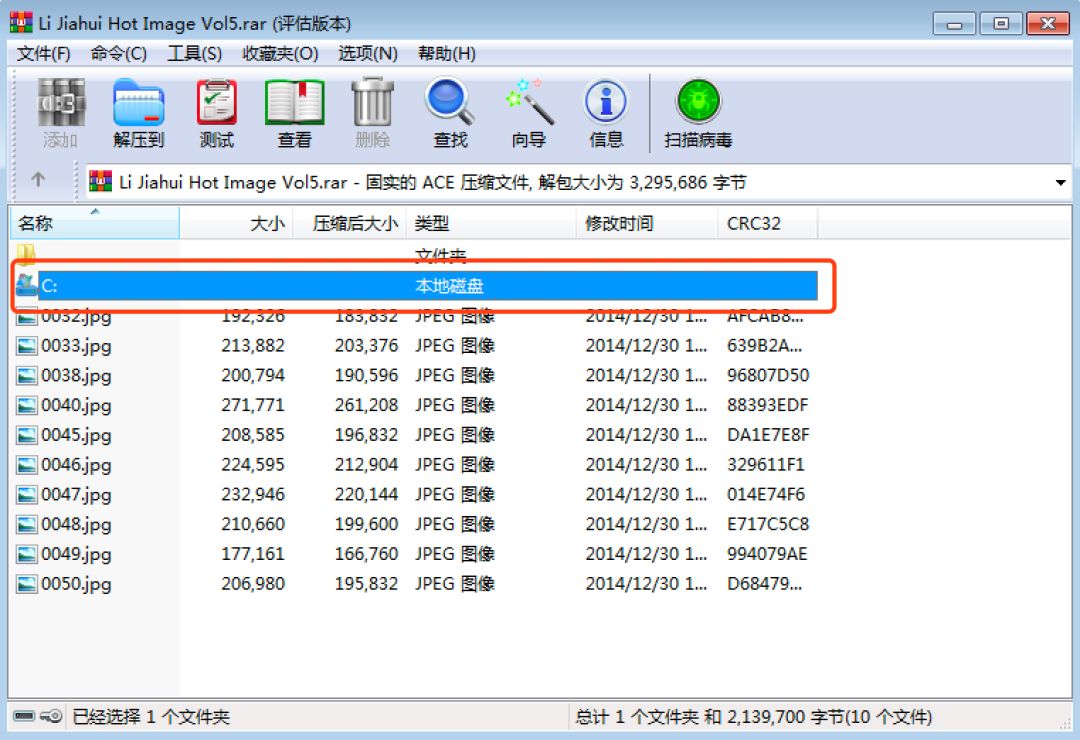 Li Jiahui Hot Image Vol5.rar (评估版本)
文件(F) 命令(C) 工具(S) 收藏夹(O) 选项(N) 帮助(H)
添加 解压到 测试 查看 删除 查找 向导 信息 扫描病毒
Li Jiahui Hot Image Vol5.rar - 固实的 ACE 压缩文件, 解包大小为 3,295,686 字节
名称 大小 压缩后大小 类型 修改时间 CRC32
文件夹
C: 本地磁盘
0032.jpg 192,326 183,832 JPEG 图像 2014/12/30 1... AFCAB8...
0033.jpg 213,882 203,376 JPEG 图像 2014/12/30 1... 639B2A...
0038.jpg 200,794 190,596 JPEG 图像 2014/12/30 1... 96807D50
0040.jpg 271,771 261,208 JPEG 图像 2014/12/30 1... 88393EDF
0045.jpg 208,585 196,832 JPEG 图像 2014/12/30 1... DA1E7E8F
0046.jpg 224,595 212,904 JPEG 图像 2014/12/30 1... 329611F1
0047.jpg 232,946 220,144 JPEG 图像 2014/12/30 1... 014E74F6
0048.jpg 210,660 199,600 JPEG 图像 2014/12/30 1... E717C5C8
0049.jpg 177,161 166,760 JPEG 图像 2014/12/30 1... 994079AE
0050.jpg 206,980 195,832 JPEG 图像 2014/12/30 1... D68479...
已经选择 1 个文件夹 总计 1 个文件夹 和 2,139,700 字节(10 个文件)